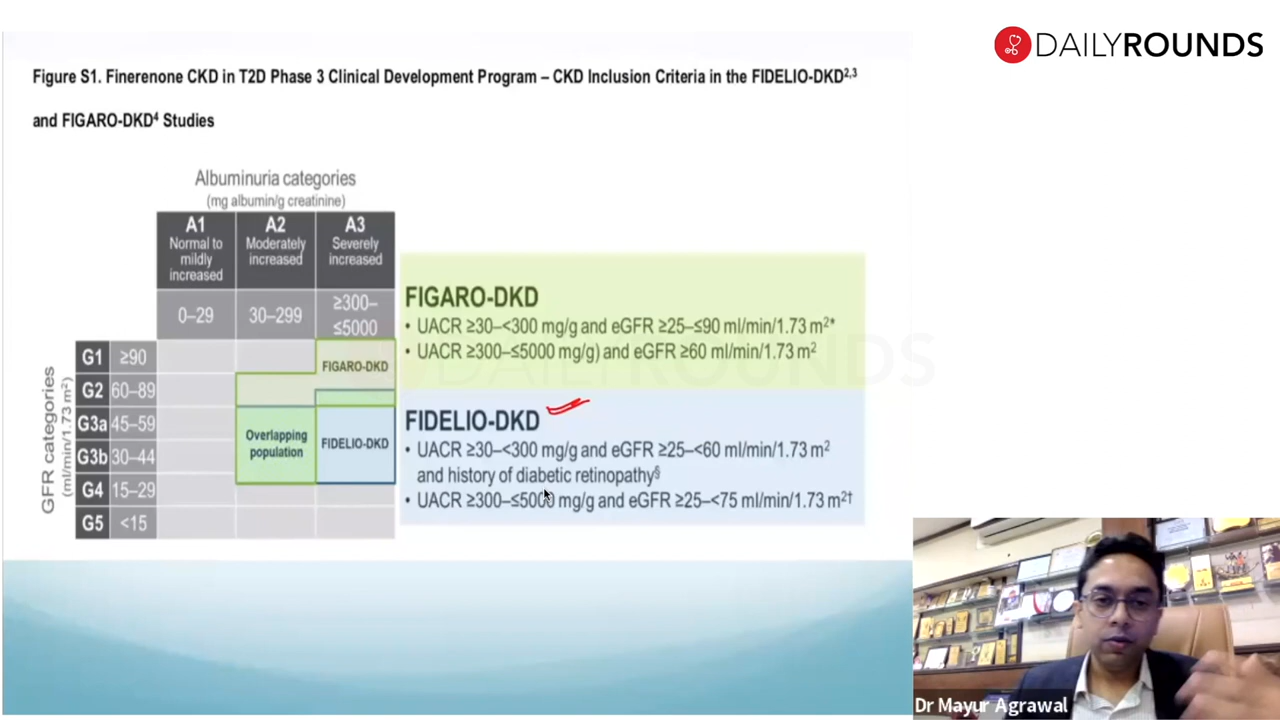 DAILYROUNDS
Figure S1. Finerenone CKD in T2D Phase 3 Clinical Development Program – CKD Inclusion Criteria in the FIDELIO-DKD2,3
and FIGARO-DKD4 Studies
Albuminuria categories
(mg albumin/g creatinine)
A1
Normal to
mildly
increased
A2
Moderately
increased
A3
Severely
increased
0–29
30–299
≥300–
≤5000
GFR categories
(ml/min/1.73 m2)
G1 ≥90
G2 60–89
G3a 45–59
G3b 30–44
G4 15–29
G5 <15
FIGARO-DKD
Overlapping
population
FIDELIO-DKD
FIGARO-DKD
• UACR ≥30–<300 mg/g and eGFR ≥25–≤90 ml/min/1.73 m2*
• UACR ≥300–≤5000 mg/g) and eGFR ≥60 ml/min/1.73 m2
FIDELIO-DKD
• UACR ≥30–<300 mg/g and eGFR ≥25–<60 ml/min/1.73 m2
and history of diabetic retinopathy§
• UACR ≥300–≤5000 mg/g and eGFR ≥25–<75 ml/min/1.73 m2†
DAILYROUNDS
Dr Mayur Agrawal